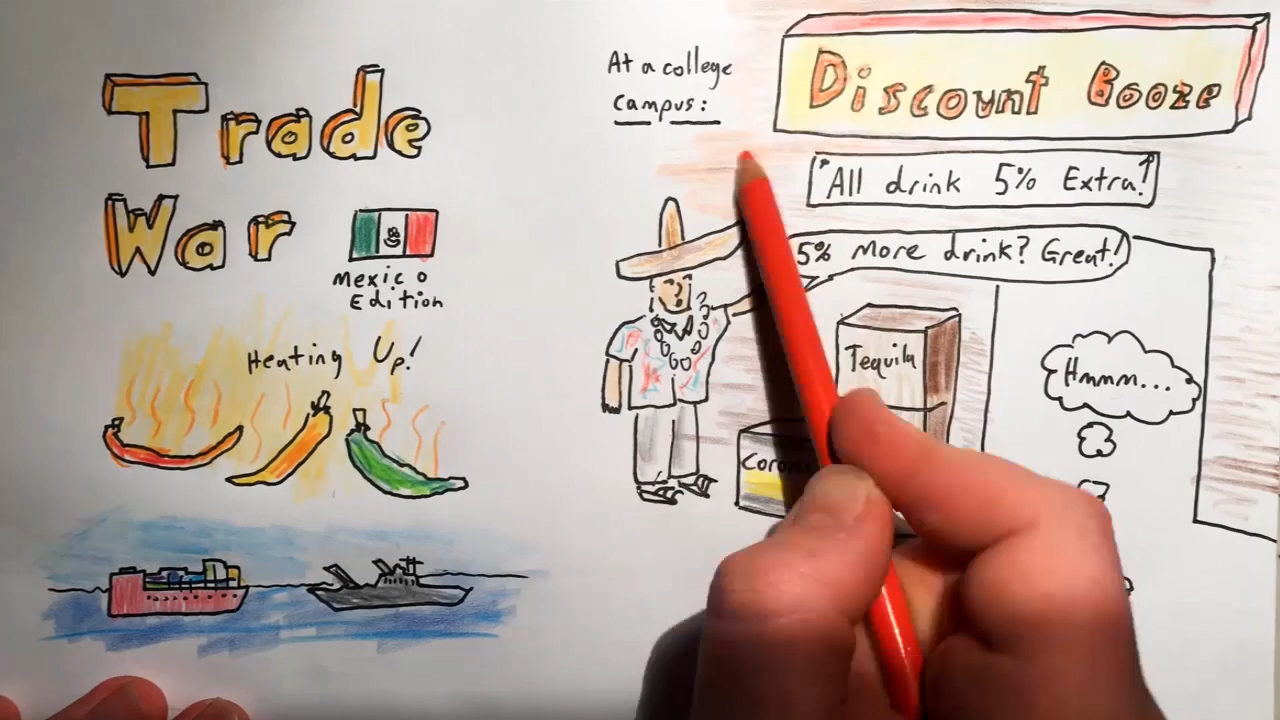 Trade
War
Mexico
Edition
Heating Up!
At a college
campus:
Discount Booze
"All drink 5% Extra!"
5% more drink? Great!
Tequila
Hmmm...